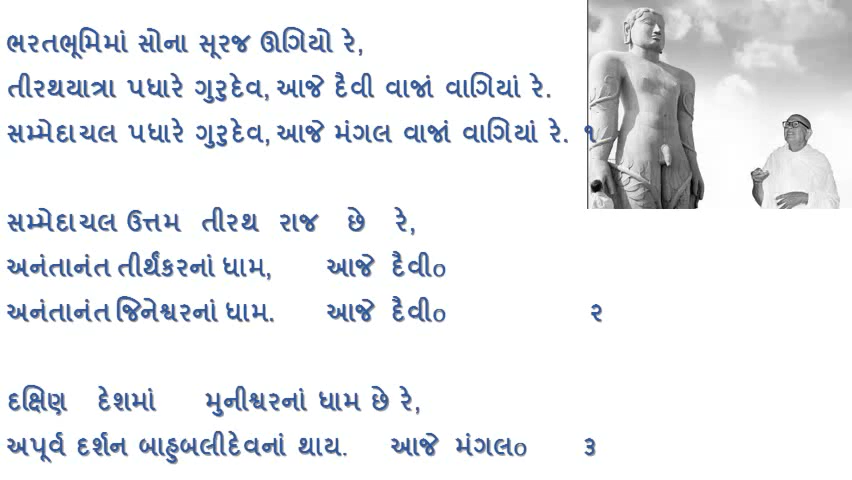 ભરતભૂમિમાં સોના સૂરજ ઊગિયો રે,
તીરથયાત્રા પધારે ગુરુદેવ, આજે દૈવી વાજાં વાગિયાં રે.
સમ્મેદાચલ પધારે ગુરુદેવ, આજે મંગલ વાજાં વાગિયાં રે. ૧
સમ્મેદાચલ ઉત્તમ તીરથ રાજ છે રે,
અનંતાનંત તીર્થંકરનાં ધામ, આજે દૈવી૦
અનંતાનંત જિનેશ્વરનાં ધામ. આજે દૈવી૦ ૨
દક્ષિણ દેશમાં મુનીશ્વરનાં ધામ છે રે,
અપૂર્વ દર્શન બાહુબલીદેવનાં થાય. આજે મંગલ૦ ૩